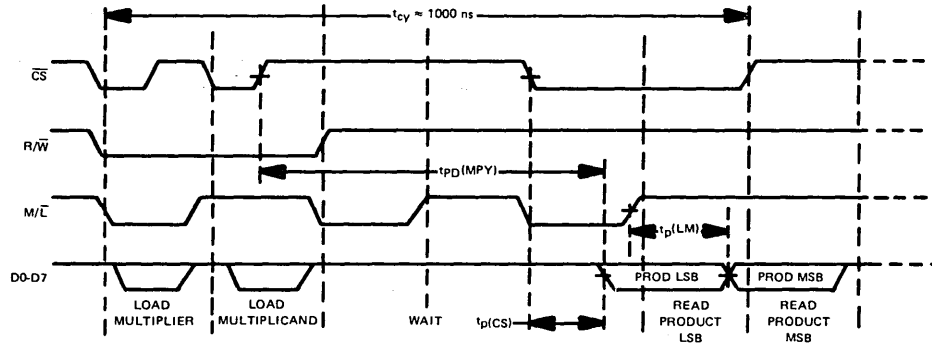 tcy ≈ 1000 ns
CS
R/W
tPD(MPY)
M/L
tp(LM)
D0-D7
PROD LSB
PROD MSB
LOAD
MULTIPLIER
LOAD
MULTIPLICAND
WAIT
tp(CS)
READ
PRODUCT
LSB
READ
PRODUCT
MSB